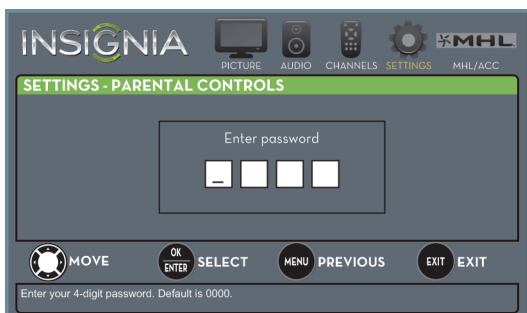 INSIGNIA
PICTURE AUDIO CHANNELS SETTINGS MHL MHL/ACC
SETTINGS - PARENTAL CONTROLS
Enter password
_
MOVE OK ENTER SELECT MENU PREVIOUS EXIT EXIT
Enter your 4-digit password. Default is 0000.